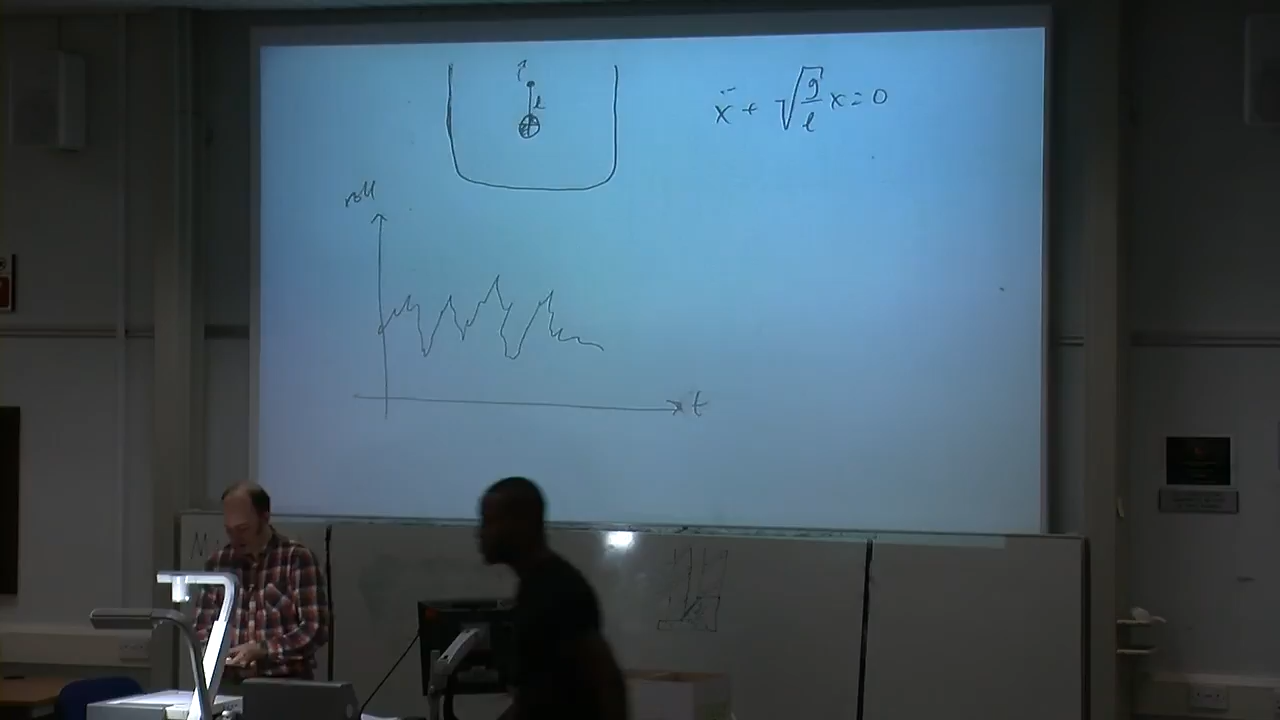 l
ẍ + √(g/l) x = 0
roll
t